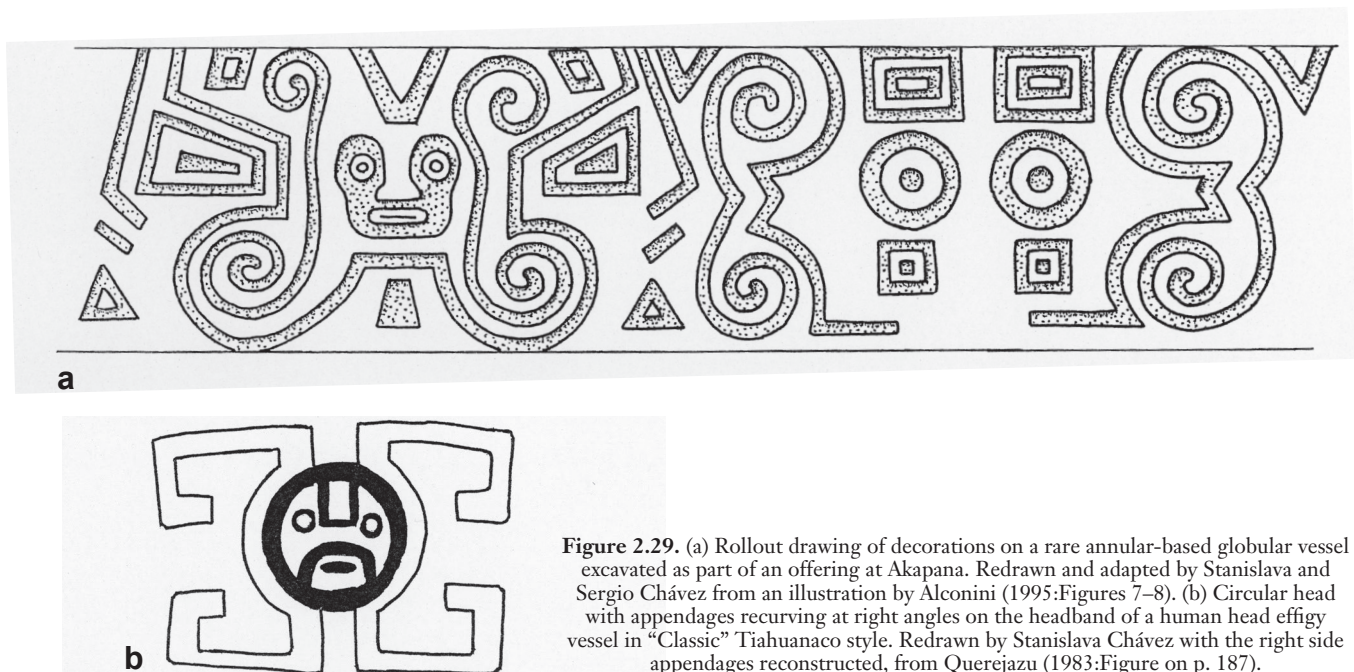 a
b
Figure 2.29. (a) Rollout drawing of decorations on a rare annular-based globular vessel
excavated as part of an offering at Akapana. Redrawn and adapted by Stanislava and
Sergio Chávez from an illustration by Alconini (1995:Figures 7–8). (b) Circular head
with appendages recurving at right angles on the headband of a human head effigy
vessel in “Classic” Tiahuanaco style. Redrawn by Stanislava Chávez with the right side
appendages reconstructed, from Querejazu (1983:Figure on p. 187).